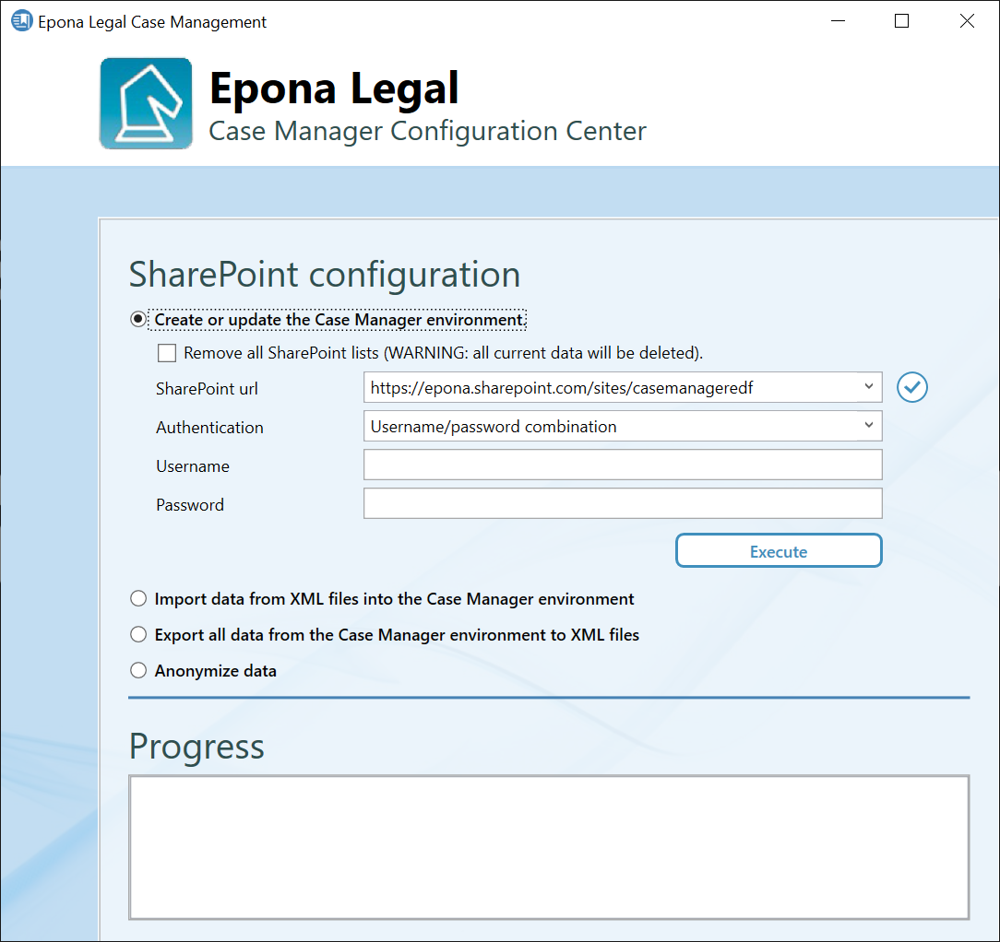 Epona Legal Case Management
Epona Legal
Case Manager Configuration Center
SharePoint configuration
Create or update the Case Manager environment.
Remove all SharePoint lists (WARNING: all current data will be deleted).
SharePoint url https://epona.sharepoint.com/sites/casemanageredf
Authentication Username/password combination
Username
Password
Execute
Import data from XML files into the Case Manager environment
Export all data from the Case Manager environment to XML files
Anonymize data
Progress